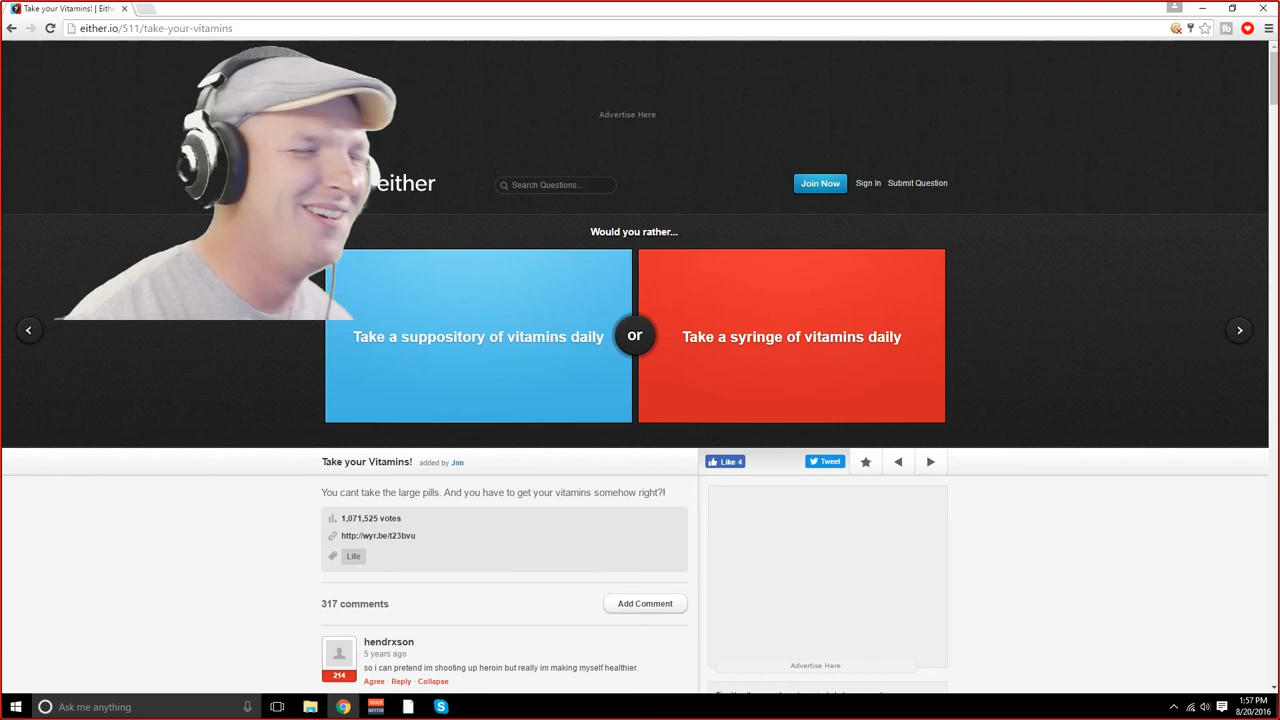 Take your Vitamins! | Eith
either.io/511/take-your-vitamins
Advertise Here
either
Search Questions...
Join Now
Sign In
Submit Question
Would you rather...
Take a suppository of vitamins daily
or
Take a syringe of vitamins daily
Take your Vitamins! added by Jim
Like 4
Tweet
You cant take the large pills. And you have to get your vitamins somehow right?!
1,071,525 votes
http://wyr.be/t23bvu
Life
317 comments
Add Comment
hendrxson
5 years ago
so i can pretend im shooting up heroin but really im making myself healthier.
214
Agree · Reply · Collapse
Advertise Here
Ask me anything
1:57 PM
8/20/2016